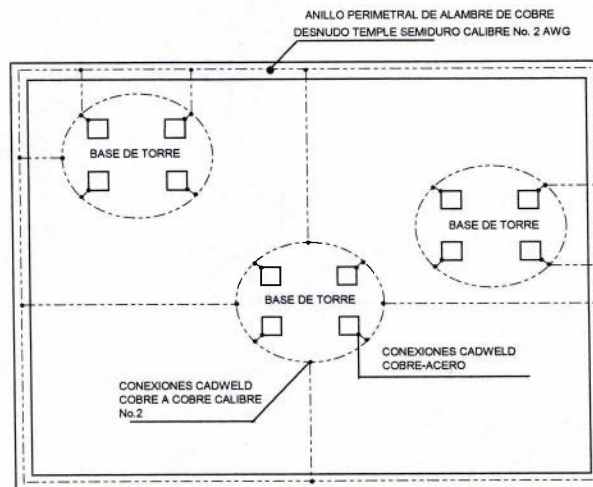 ANILLO PERIMETRAL DE ALAMBRE DE COBRE
DESNUDO TEMPLE SEMIDURO CALIBRE No. 2 AWG
BASE DE TORRE
BASE DE TORRE
BASE DE TORRE
CONEXIONES CADWELD
COBRE-ACERO
CONEXIONES CADWELD
COBRE A COBRE CALIBRE
No.2